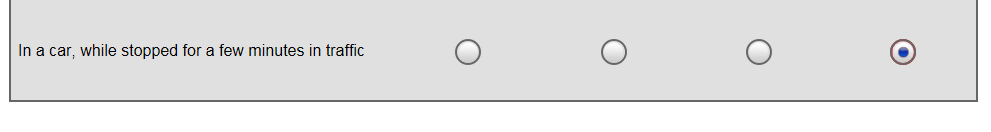 In a car, while stopped for a few minutes in traffic